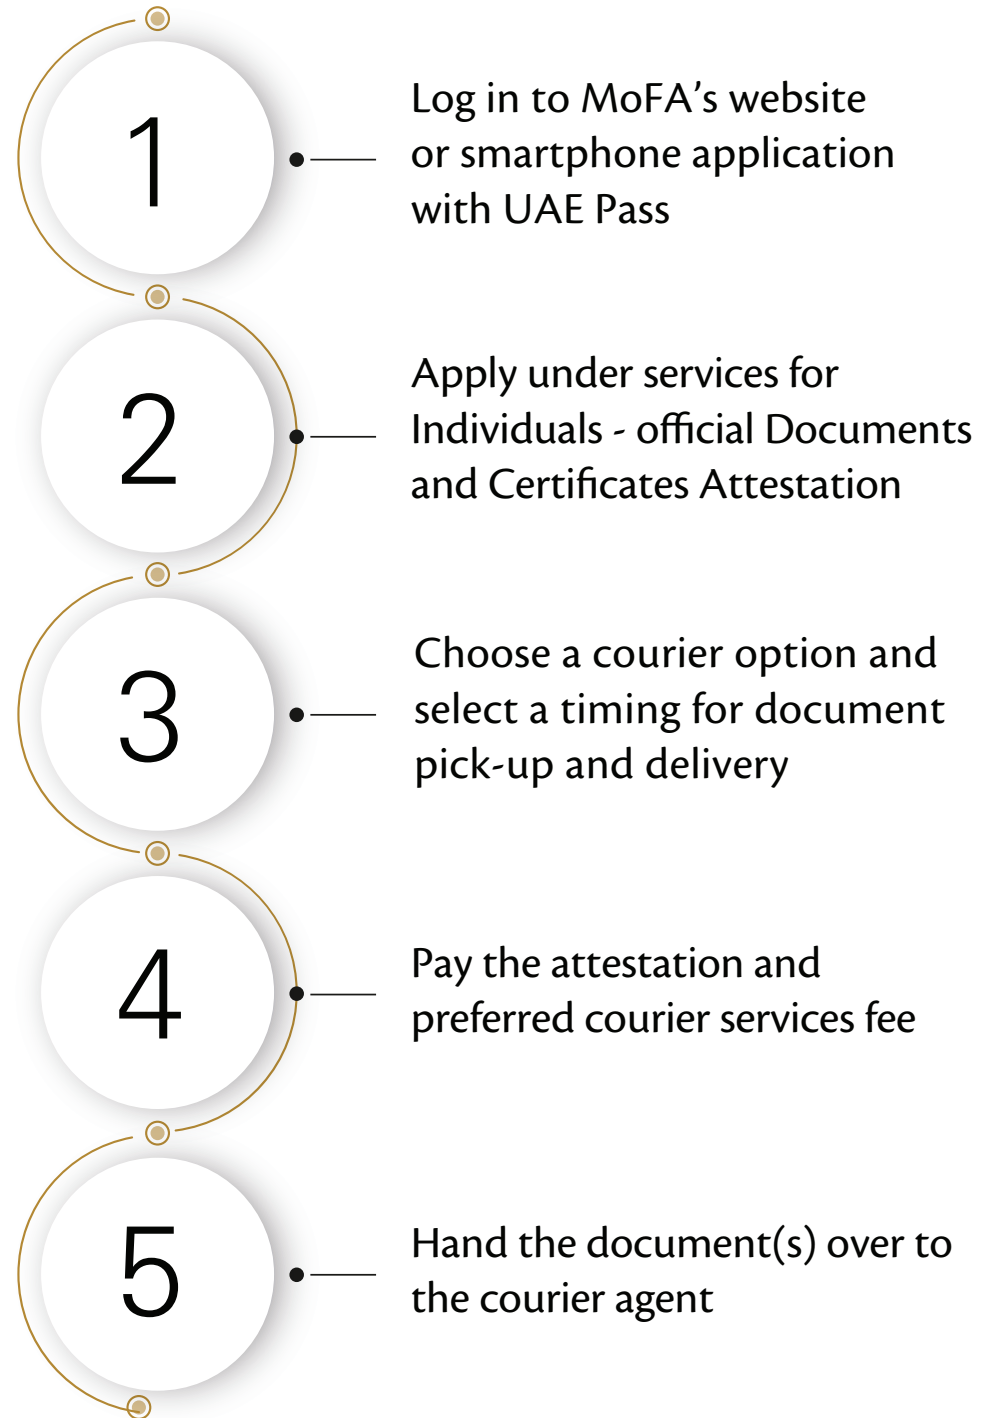 1
Log in to MoFA's website
or smartphone application
with UAE Pass
2
Apply under services for
Individuals - official Documents
and Certificates Attestation
3
Choose a courier option and
select a timing for document
pick-up and delivery
4
Pay the attestation and
preferred courier services fee
5
Hand the document(s) over to
the courier agent